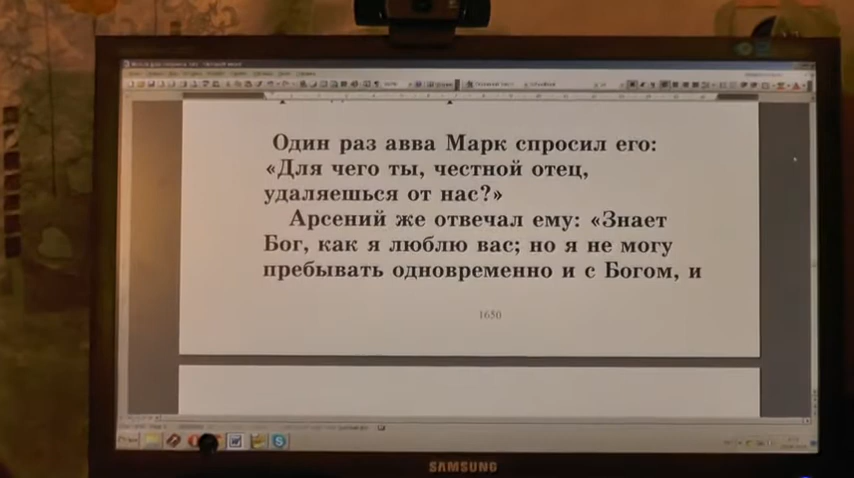 Один раз авва Марк спросил его:
«Для чего ты, честной отец,
удаляешься от нас?»
Арсений же отвечал ему: «Знает
Бог, как я люблю вас; но я не могу
пребывать одновременно и с Богом, и
1650
SAMSUNG